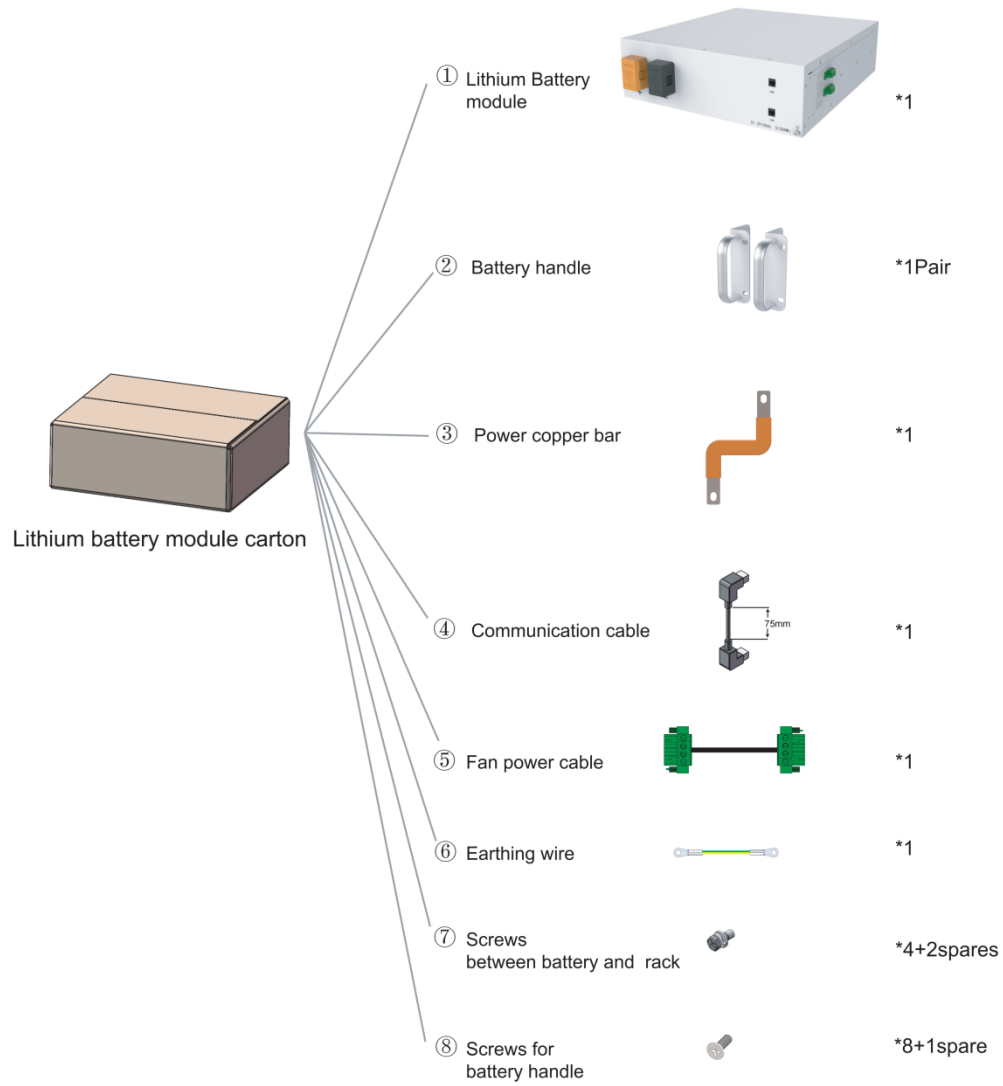 ① Lithium Battery
module
*1
② Battery handle
*1Pair
③ Power copper bar
*1
Lithium battery module carton
④ Communication cable
75mm
*1
⑤ Fan power cable
*1
⑥ Earthing wire
*1
⑦ Screws
between battery and rack
*4+2spares
⑧ Screws for
battery handle
*8+1spare